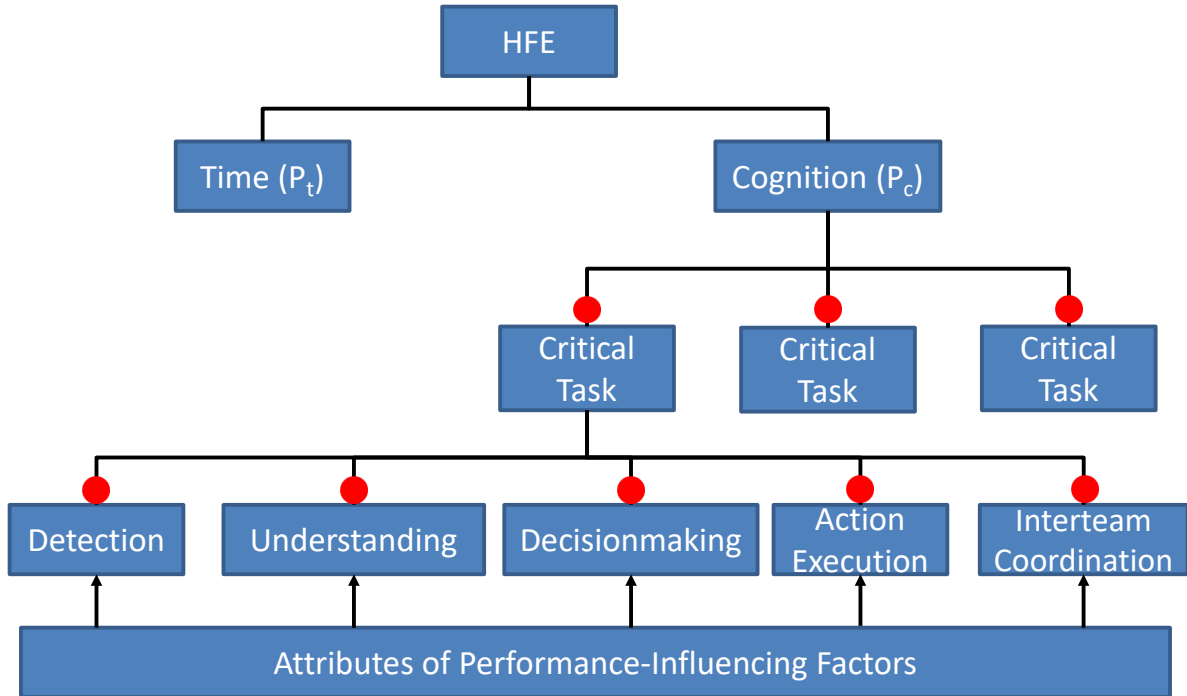 HFE
Time (Pt)
Cognition (Pc)
Critical
Task
Critical
Task
Critical
Task
Detection
Understanding
Decisionmaking
Action
Execution
Interteam
Coordination
Attributes of Performance-Influencing Factors